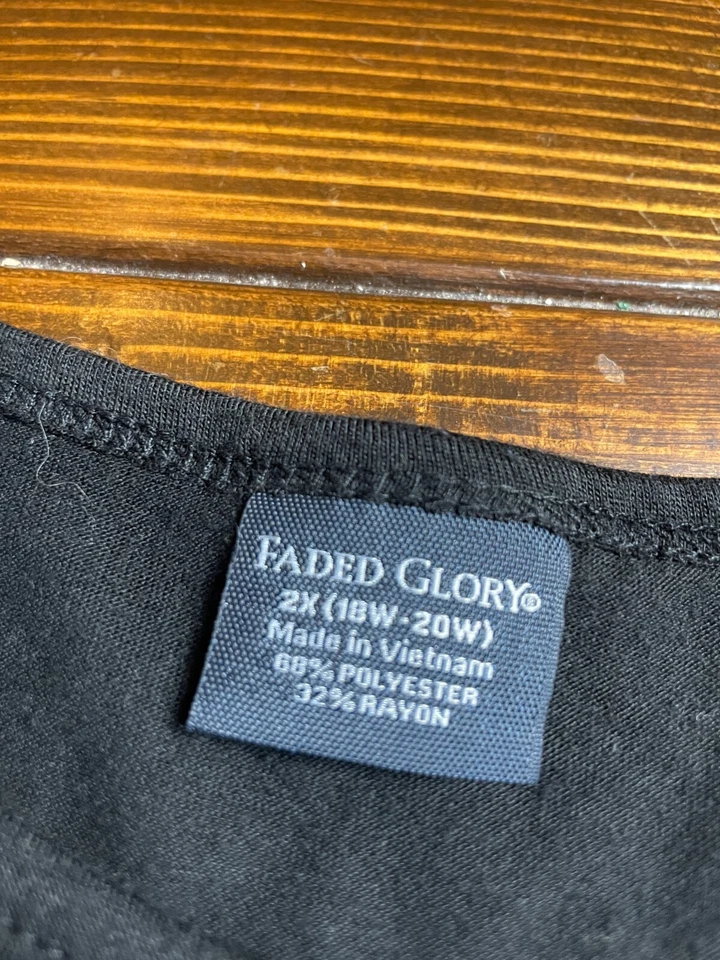 FADED GLORY®
2X (18W-20W)
Made in Vietnam
68% POLYESTER
32% RAYON